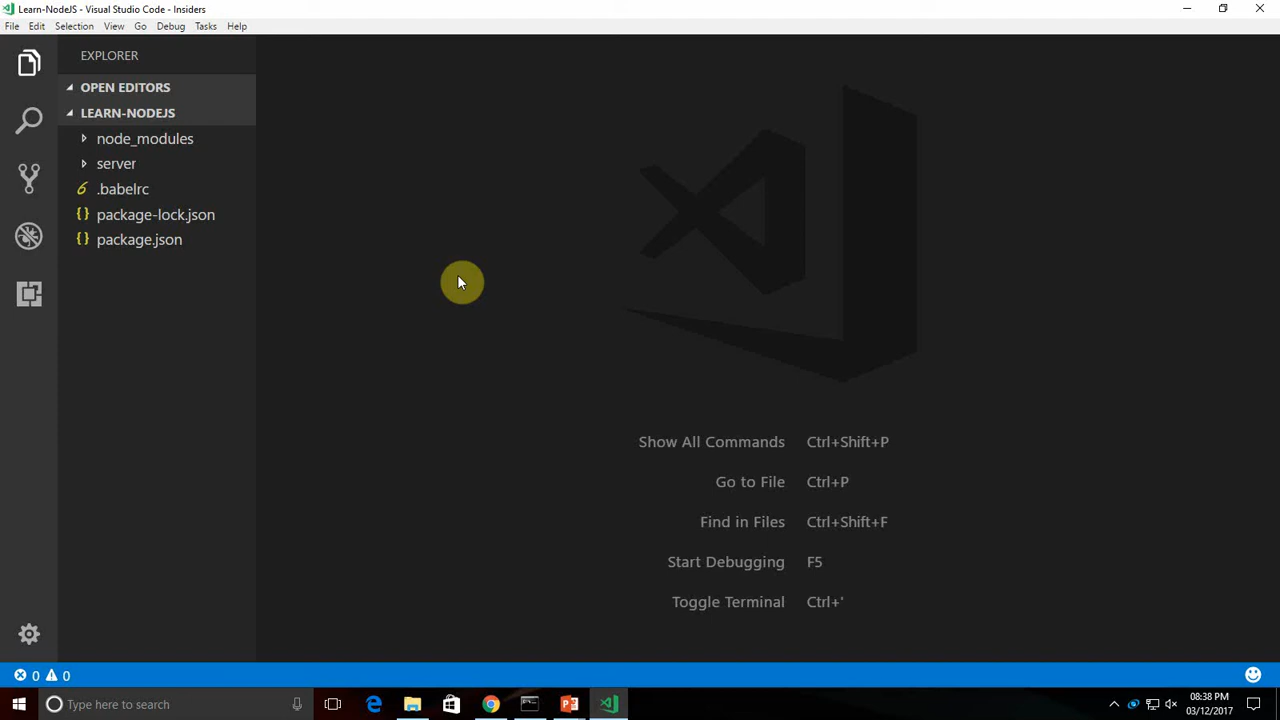 Learn-NodeJS - Visual Studio Code - Insiders
File Edit Selection View Go Debug Tasks Help
EXPLORER
OPEN EDITORS
LEARN-NODEJS
node_modules
server
.babelrc
package-lock.json
package.json
Show All Commands Ctrl+Shift+P
Go to File Ctrl+P
Find in Files Ctrl+Shift+F
Start Debugging F5
Toggle Terminal Ctrl+'
0 0
Type here to search
08:38 PM
03/12/2017